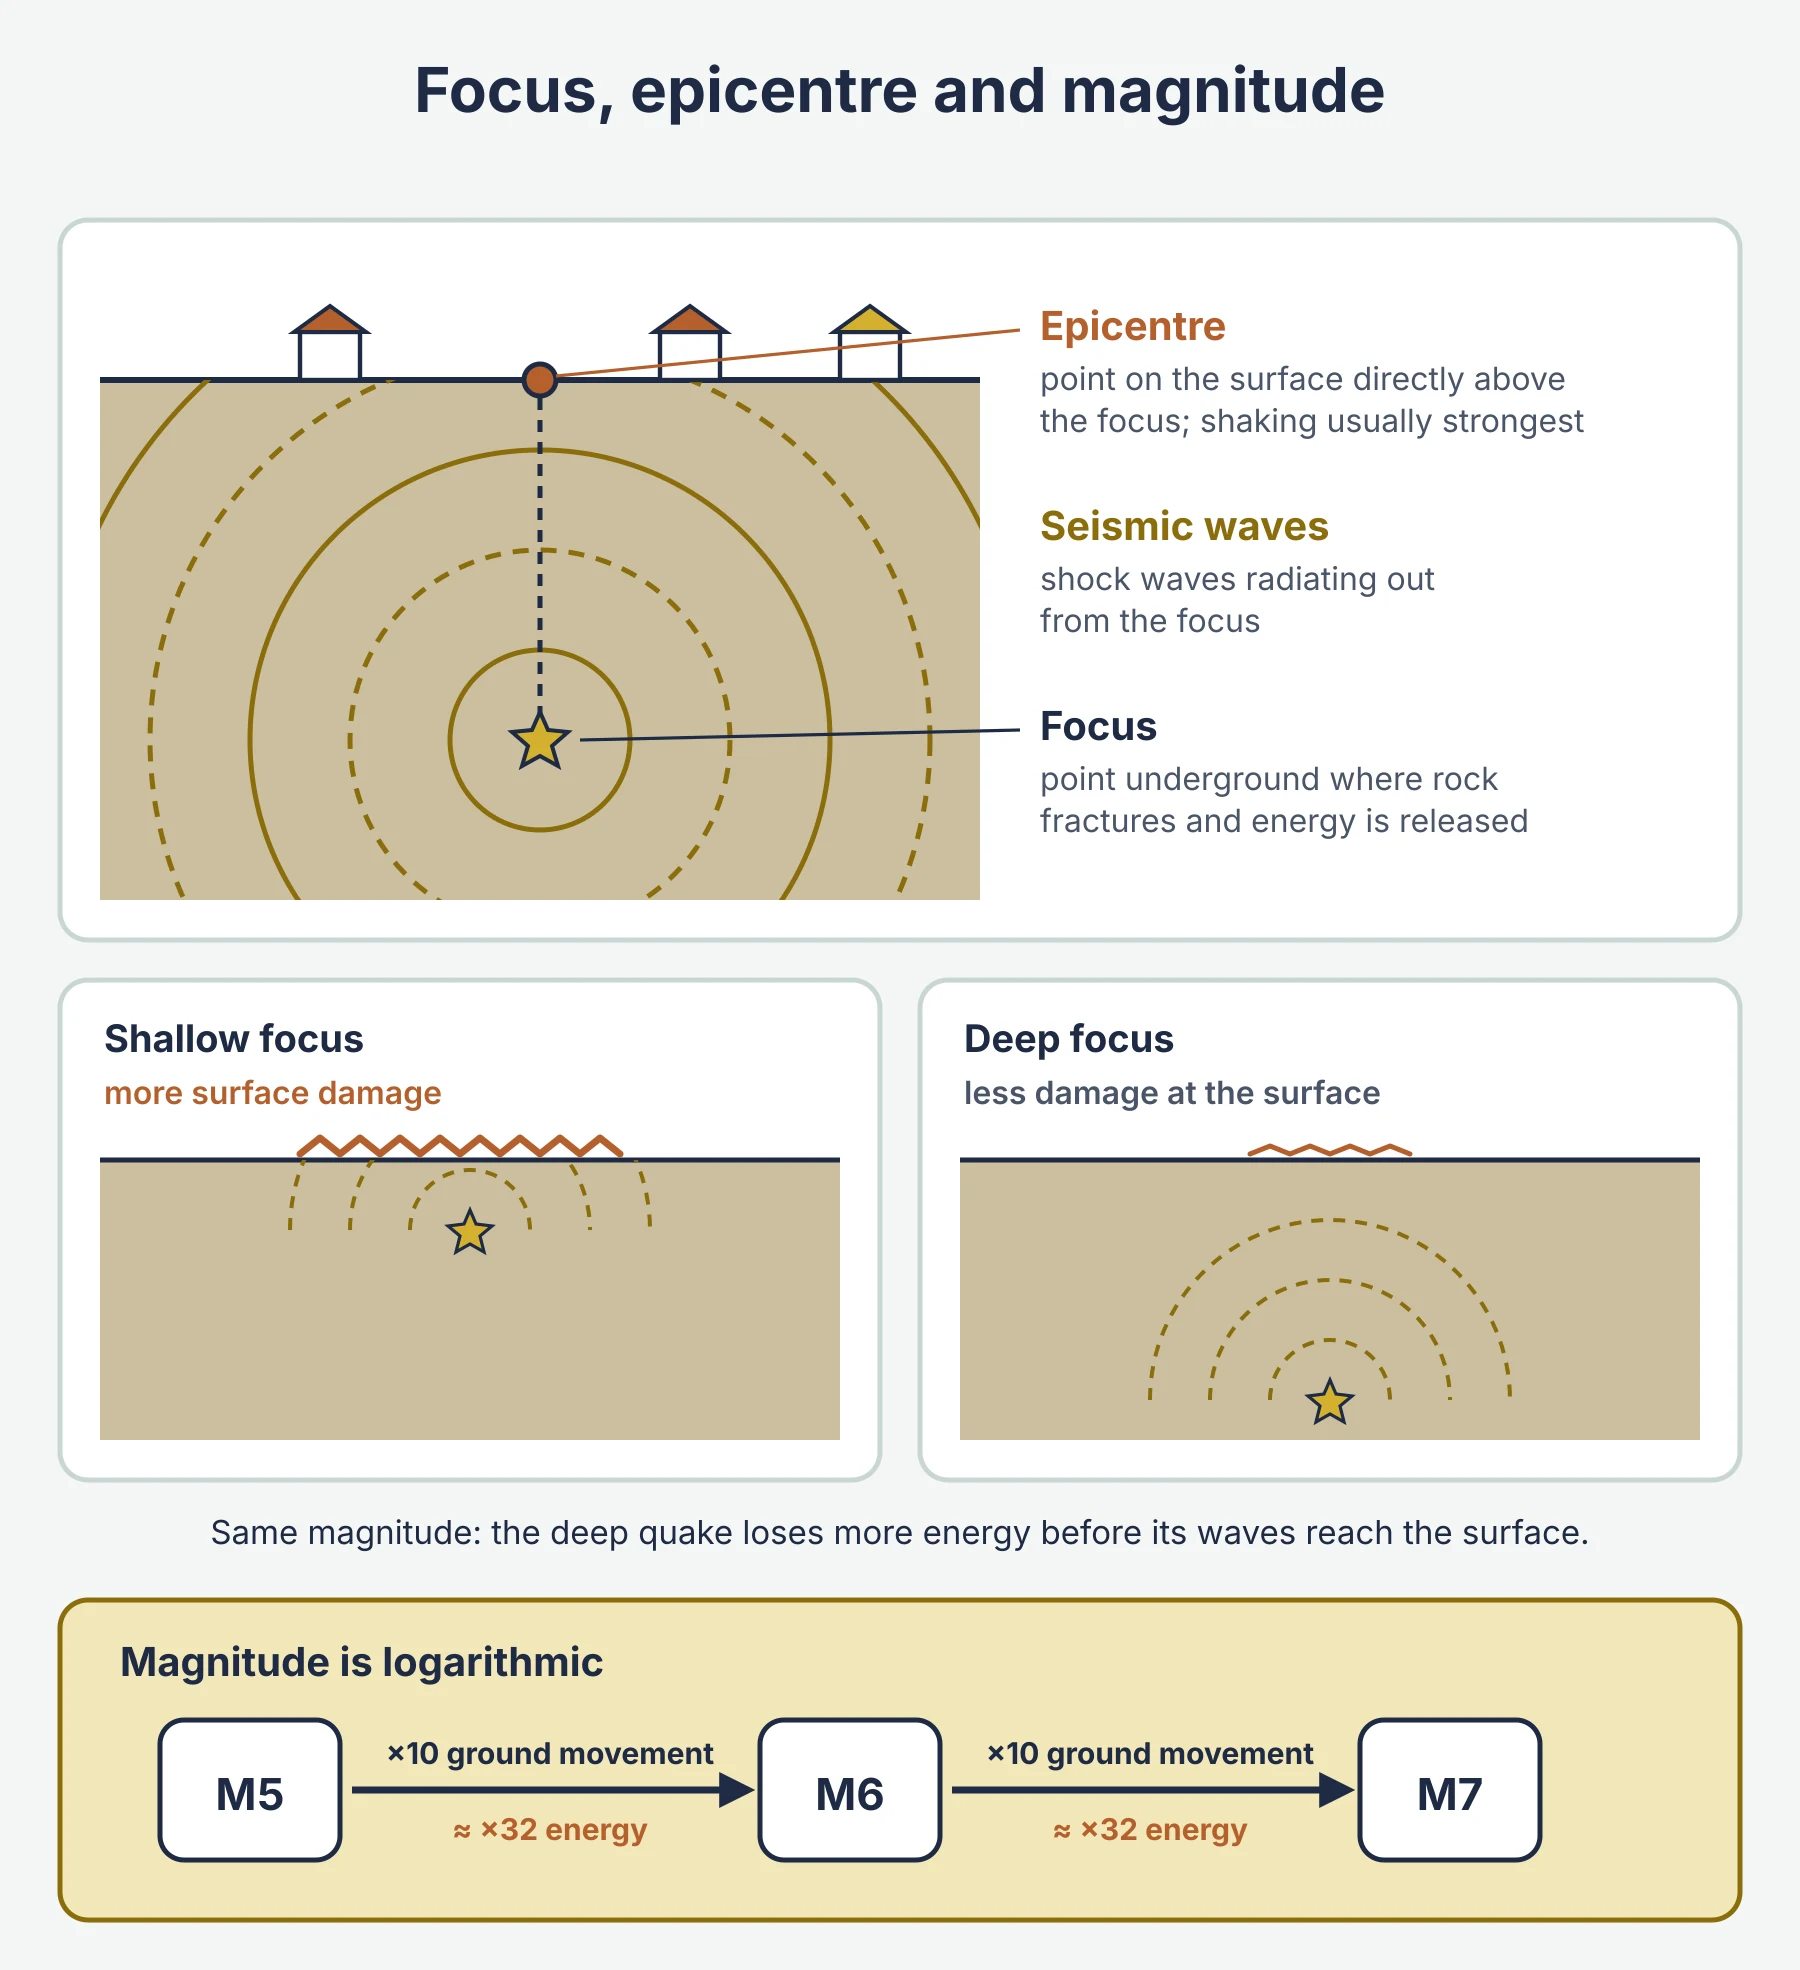 Focus, epicentre and magnitude
Epicentre
point on the surface directly above
the focus; shaking usually strongest
Seismic waves
shock waves radiating out
from the focus
Focus
point underground where rock
fractures and energy is released
Shallow focus
more surface damage
Deep focus
less damage at the surface
Same magnitude: the deep quake loses more energy before its waves reach the surface.
Magnitude is logarithmic
M5
×10 ground movement
≈ ×32 energy
M6
×10 ground movement
≈ ×32 energy
M7